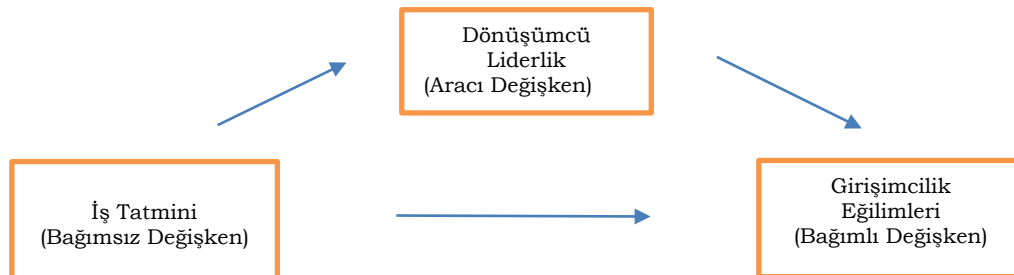 Dönüşümcü
Liderlik
(Aracı Değişken)
İş Tatmini
(Bağımsız Değişken)
Girişimcilik
Eğilimleri
(Bağımlı Değişken)